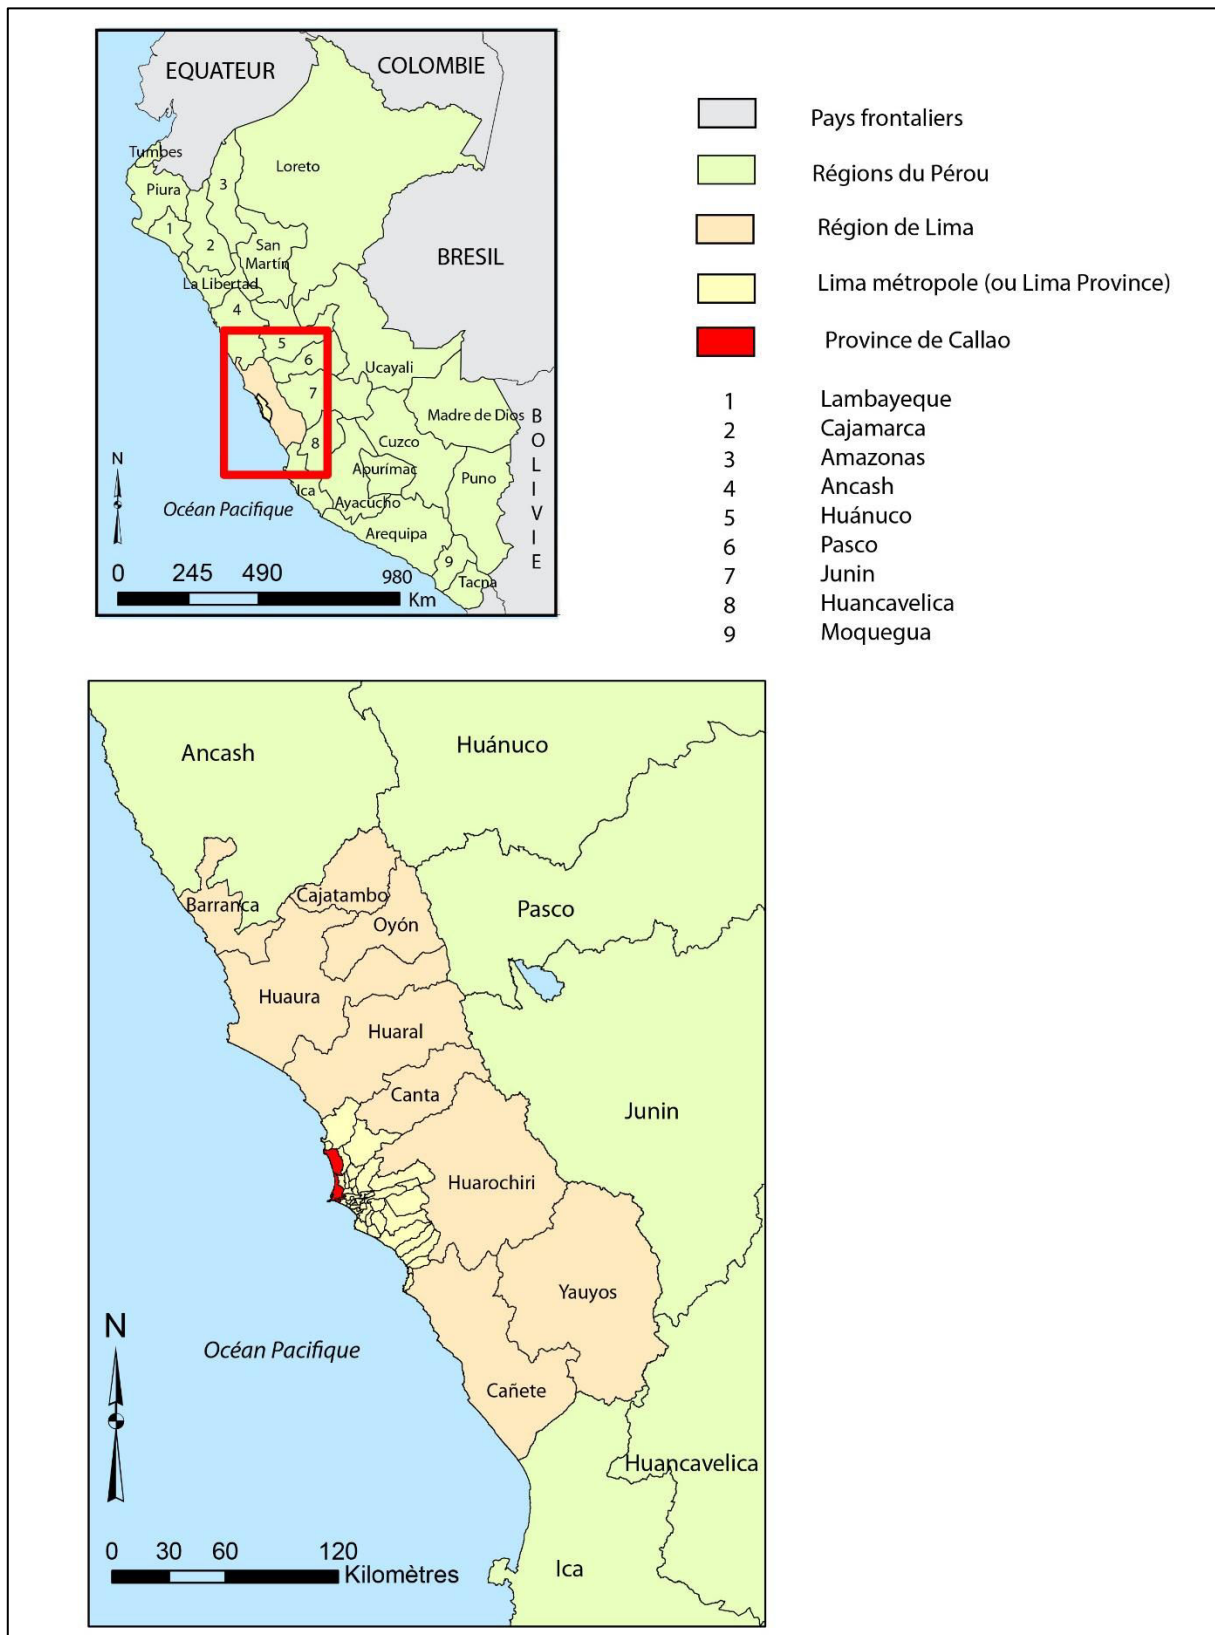 EQUATEUR
COLOMBIE
Tumbes
Loreto
3
Piura
1
2
San
Martín
BRESIL
La Libertad
4
5
6
Ucayali
7
Madre de Dios
8
Cuzco
BOLIVIE
Apurímac
Puno
Ica
Ayacucho
N
Océan Pacifique
Arequipa
9
Tacna
0 245 490 980
Km
Pays frontaliers
Régions du Pérou
Région de Lima
Lima métropole (ou Lima Province)
Province de Callao
1 Lambayeque
2 Cajamarca
3 Amazonas
4 Ancash
5 Huánuco
6 Pasco
7 Junin
8 Huancavelica
9 Moquegua
Ancash
Huánuco
Cajatambo
Barranca
Pasco
Oyón
Huaura
Huaral
Canta
Junin
Huarochiri
Yauyos
N
Océan Pacifique
Cañete
Huancavelica
Ica
0 30 60 120
Kilomètres